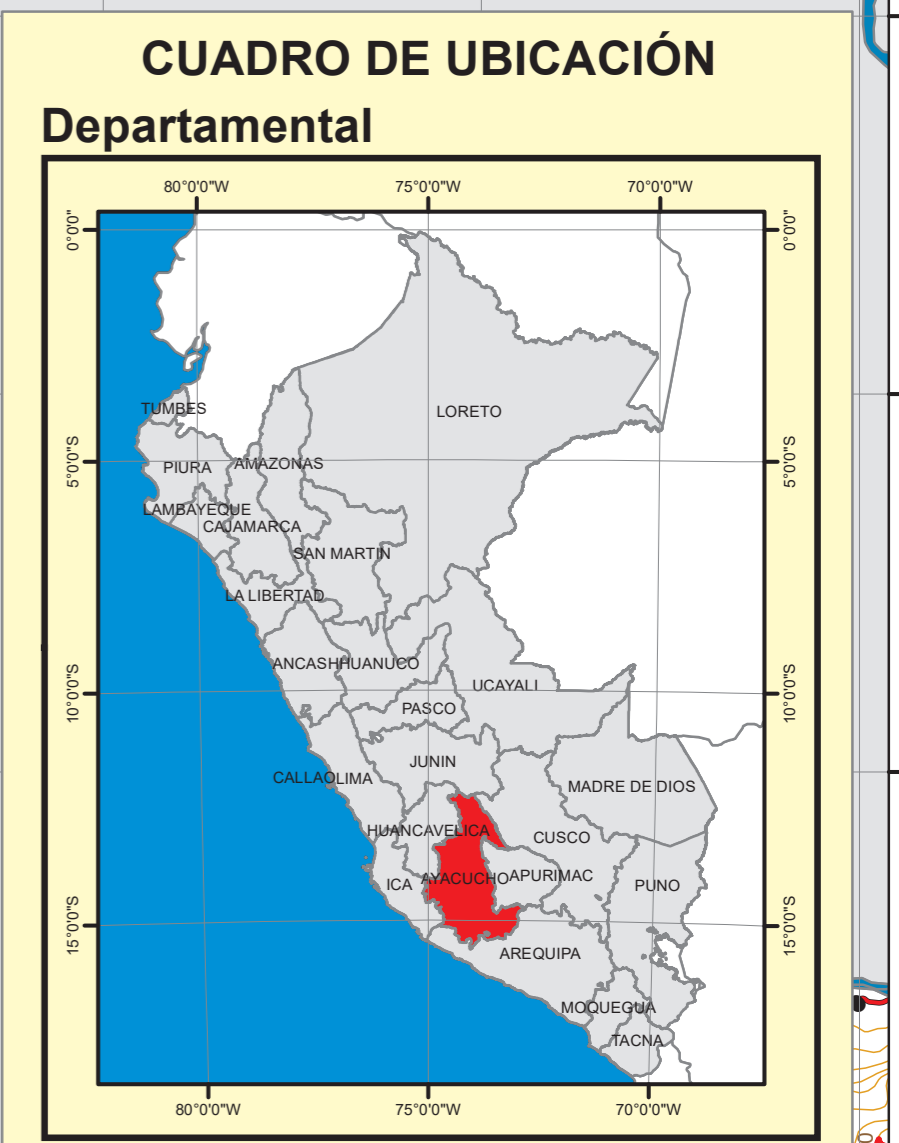 CUADRO DE UBICACIÓN
Departamental
80°0'0"W 75°0'0"W 70°0'0"W
0°0'0" 0°0'0"
LORETO
TUMBES
5°0'0"S 5°0'0"S
PIURA AMAZONAS
LAMBAYEQUE
CAJAMARCA
SAN MARTIN
LA LIBERTAD
ANCASH HUANUCO
UCAYALI
10°0'0"S 10°0'0"S
PASCO
JUNIN
CALLAO LIMA
MADRE DE DIOS
HUANCAVELICA
CUSCO
ICA AYACUCHO APURIMAC
PUNO
15°0'0"S 15°0'0"S
AREQUIPA
MOQUEGUA
TACNA
80°0'0"W 75°0'0"W 70°0'0"W